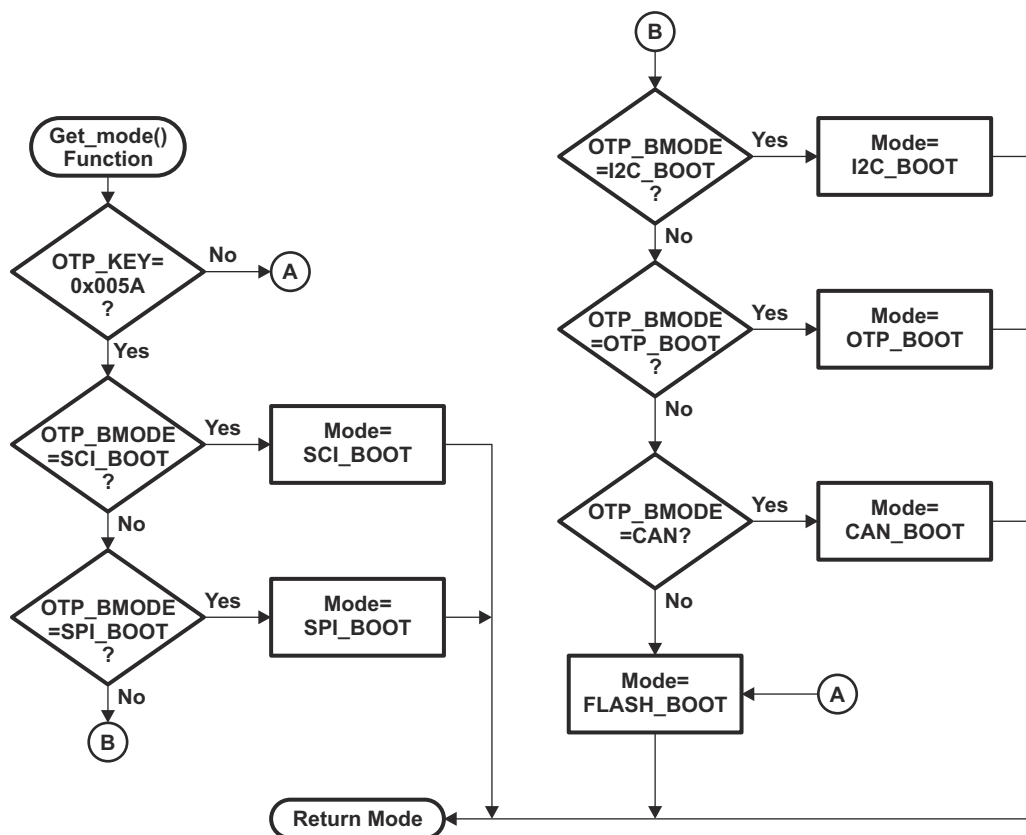 Get_mode()
Function
OTP_KEY=
0x005A
?
No
A
Yes
OTP_BMODE
=SCI_BOOT
?
Yes
Mode=
SCI_BOOT
No
OTP_BMODE
=SPI_BOOT
?
Yes
Mode=
SPI_BOOT
No
B
B
OTP_BMODE
=I2C_BOOT
?
Yes
Mode=
I2C_BOOT
No
OTP_BMODE
=OTP_BOOT
?
Yes
Mode=
OTP_BOOT
No
OTP_BMODE
=CAN?
Yes
Mode=
CAN_BOOT
No
Mode=
FLASH_BOOT
A
Return Mode